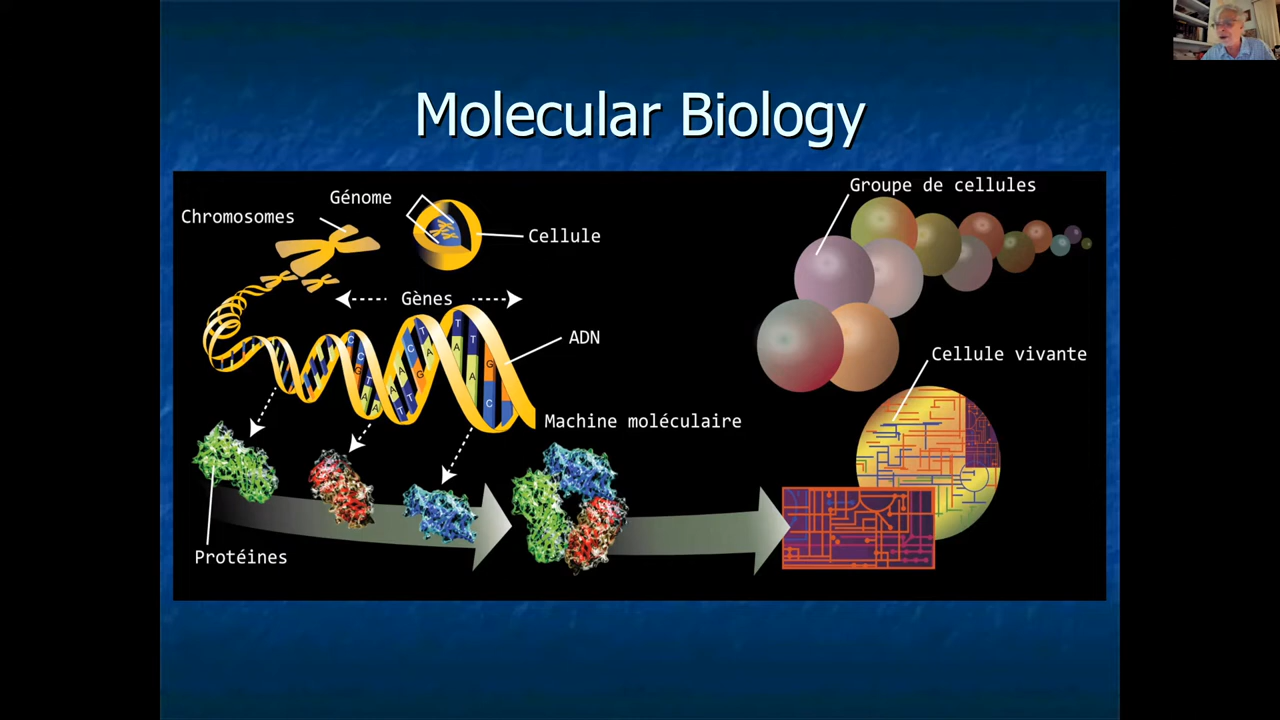 Molecular Biology
Génome
Chromosomes
Cellule
Gènes
ADN
Machine moléculaire
Protéines
Groupe de cellules
Cellule vivante